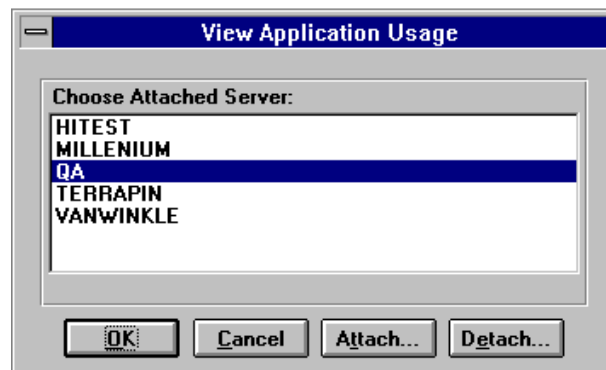 View Application Usage
Choose Attached Server:
HITEST
MILLENIUM
QA
TERRAPIN
VANWINKLE
OK Cancel Attach... Detach...